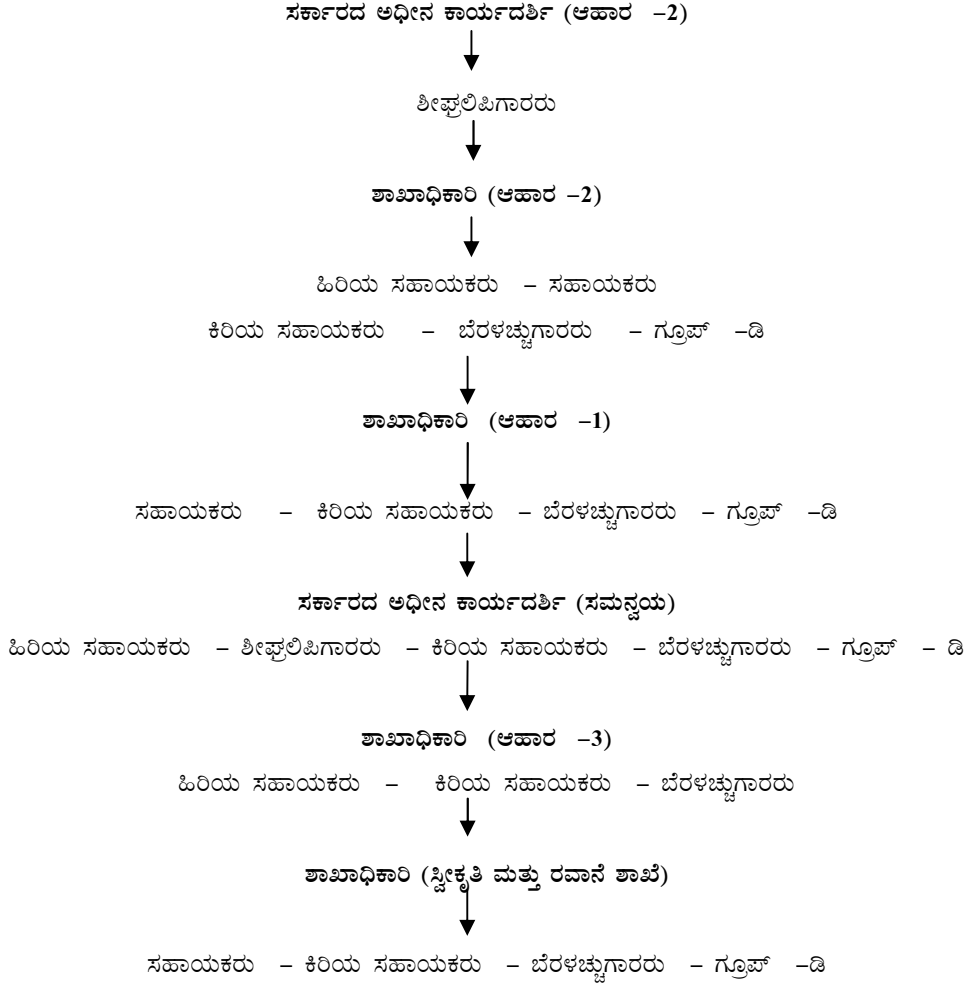 ಸರ್ಕಾರದ ಅಧೀನ ಕಾರ್ಯದರ್ಶಿ (ಆಹಾರ –2)
ಶೀಘ್ರಲಿಪಿಗಾರರು
ಶಾಖಾಧಿಕಾರಿ (ಆಹಾರ –2)
ಹಿರಿಯ ಸಹಾಯಕರು – ಸಹಾಯಕರು
ಕಿರಿಯ ಸಹಾಯಕರು – ಬೆರಳಚ್ಚುಗಾರರು – ಗ್ರೂಪ್ –ಡಿ
ಶಾಖಾಧಿಕಾರಿ (ಆಹಾರ –1)
ಸಹಾಯಕರು – ಕಿರಿಯ ಸಹಾಯಕರು – ಬೆರಳಚ್ಚುಗಾರರು – ಗ್ರೂಪ್ –ಡಿ
ಸರ್ಕಾರದ ಅಧೀನ ಕಾರ್ಯದರ್ಶಿ (ಸಮನ್ವಯ)
ಹಿರಿಯ ಸಹಾಯಕರು – ಶೀಘ್ರಲಿಪಿಗಾರರು – ಕಿರಿಯ ಸಹಾಯಕರು – ಬೆರಳಚ್ಚುಗಾರರು – ಗ್ರೂಪ್ – ಡಿ
ಶಾಖಾಧಿಕಾರಿ (ಆಹಾರ –3)
ಹಿರಿಯ ಸಹಾಯಕರು – ಕಿರಿಯ ಸಹಾಯಕರು – ಬೆರಳಚ್ಚುಗಾರರು
ಶಾಖಾಧಿಕಾರಿ (ಸ್ವೀಕೃತಿ ಮತ್ತು ರವಾನೆ ಶಾಖೆ)
ಸಹಾಯಕರು – ಕಿರಿಯ ಸಹಾಯಕರು – ಬೆರಳಚ್ಚುಗಾರರು – ಗ್ರೂಪ್ –ಡಿ